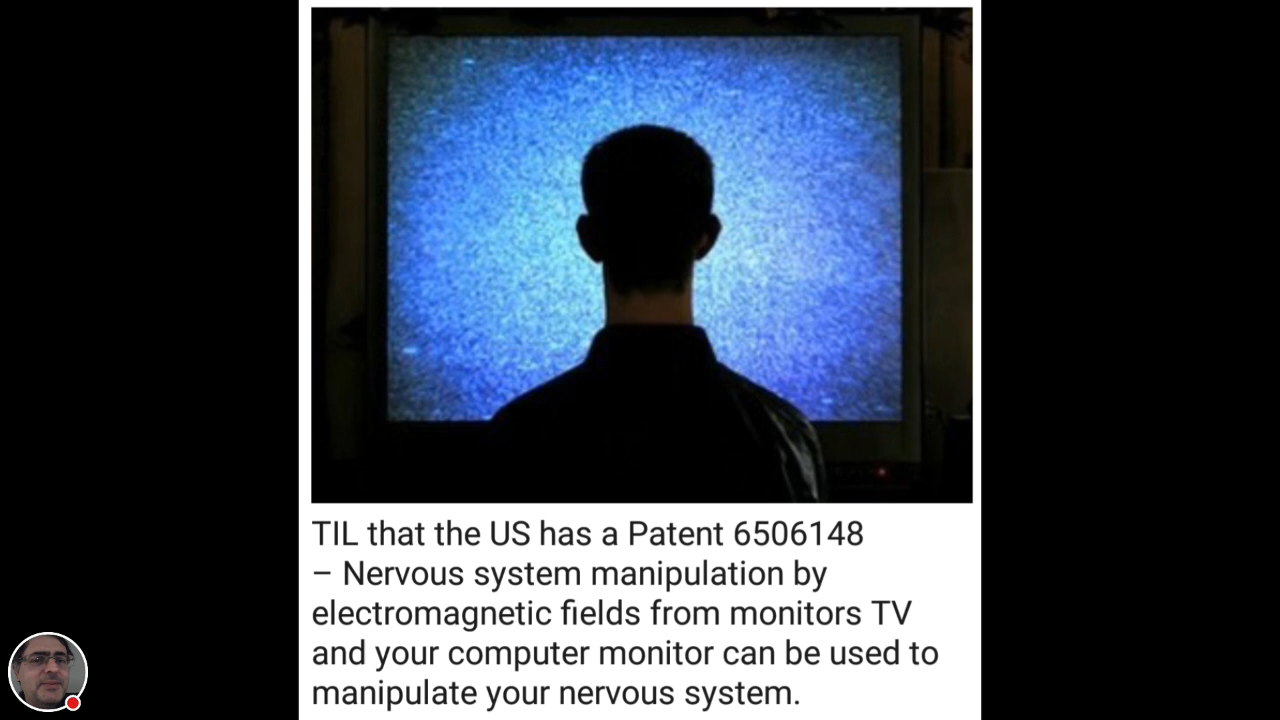 TIL that the US has a Patent 6506148
– Nervous system manipulation by
electromagnetic fields from monitors TV
and your computer monitor can be used to
manipulate your nervous system.